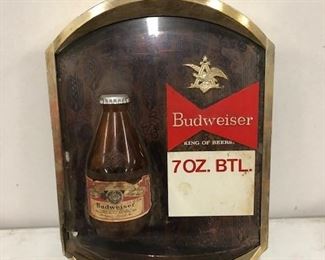 Budweiser
KING OF BEERS
7OZ. BTL.
Budweiser